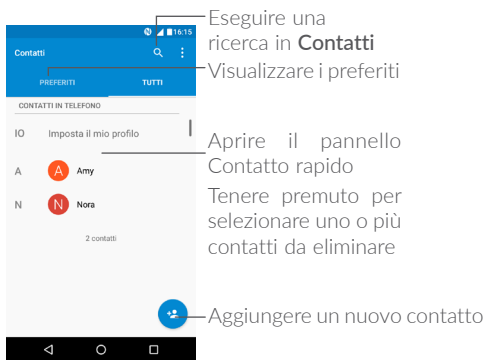 16:15
Contatti
PREFERITI TUTTI
CONTATTI IN TELEFONO
IO Imposta il mio profilo
A A Amy
N N Nora
2 contatti
Eseguire una
ricerca in Contatti
Visualizzare i preferiti
Aprire il pannello
Contatto rapido
Tenere premuto per
selezionare uno o più
contatti da eliminare
Aggiungere un nuovo contatto